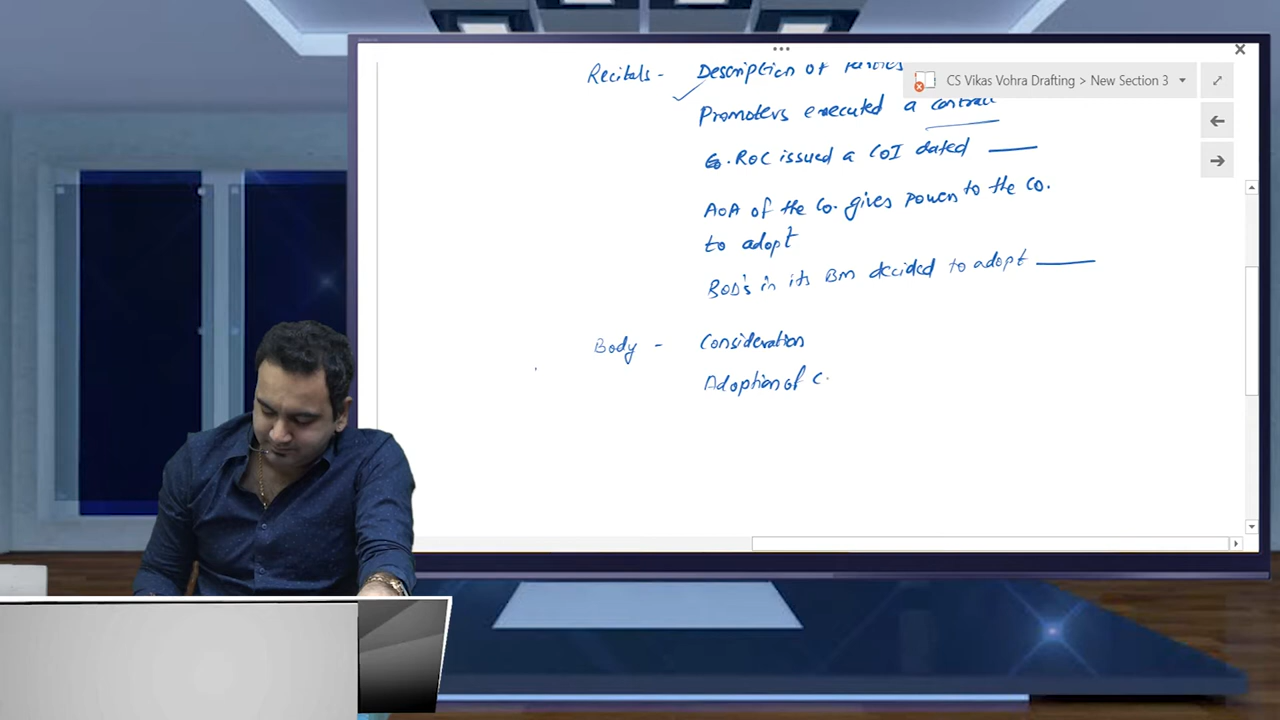 Recitals - Description of Parties
CS Vikas Vohra Drafting > New Section 3
Promoters executed a contract
Co. ROC issued a COI dated ___
AOA of the Co. gives power to the Co.
to adopt
BOD's in its BM decided to adopt ___
Body - Consideration
Adoption of C